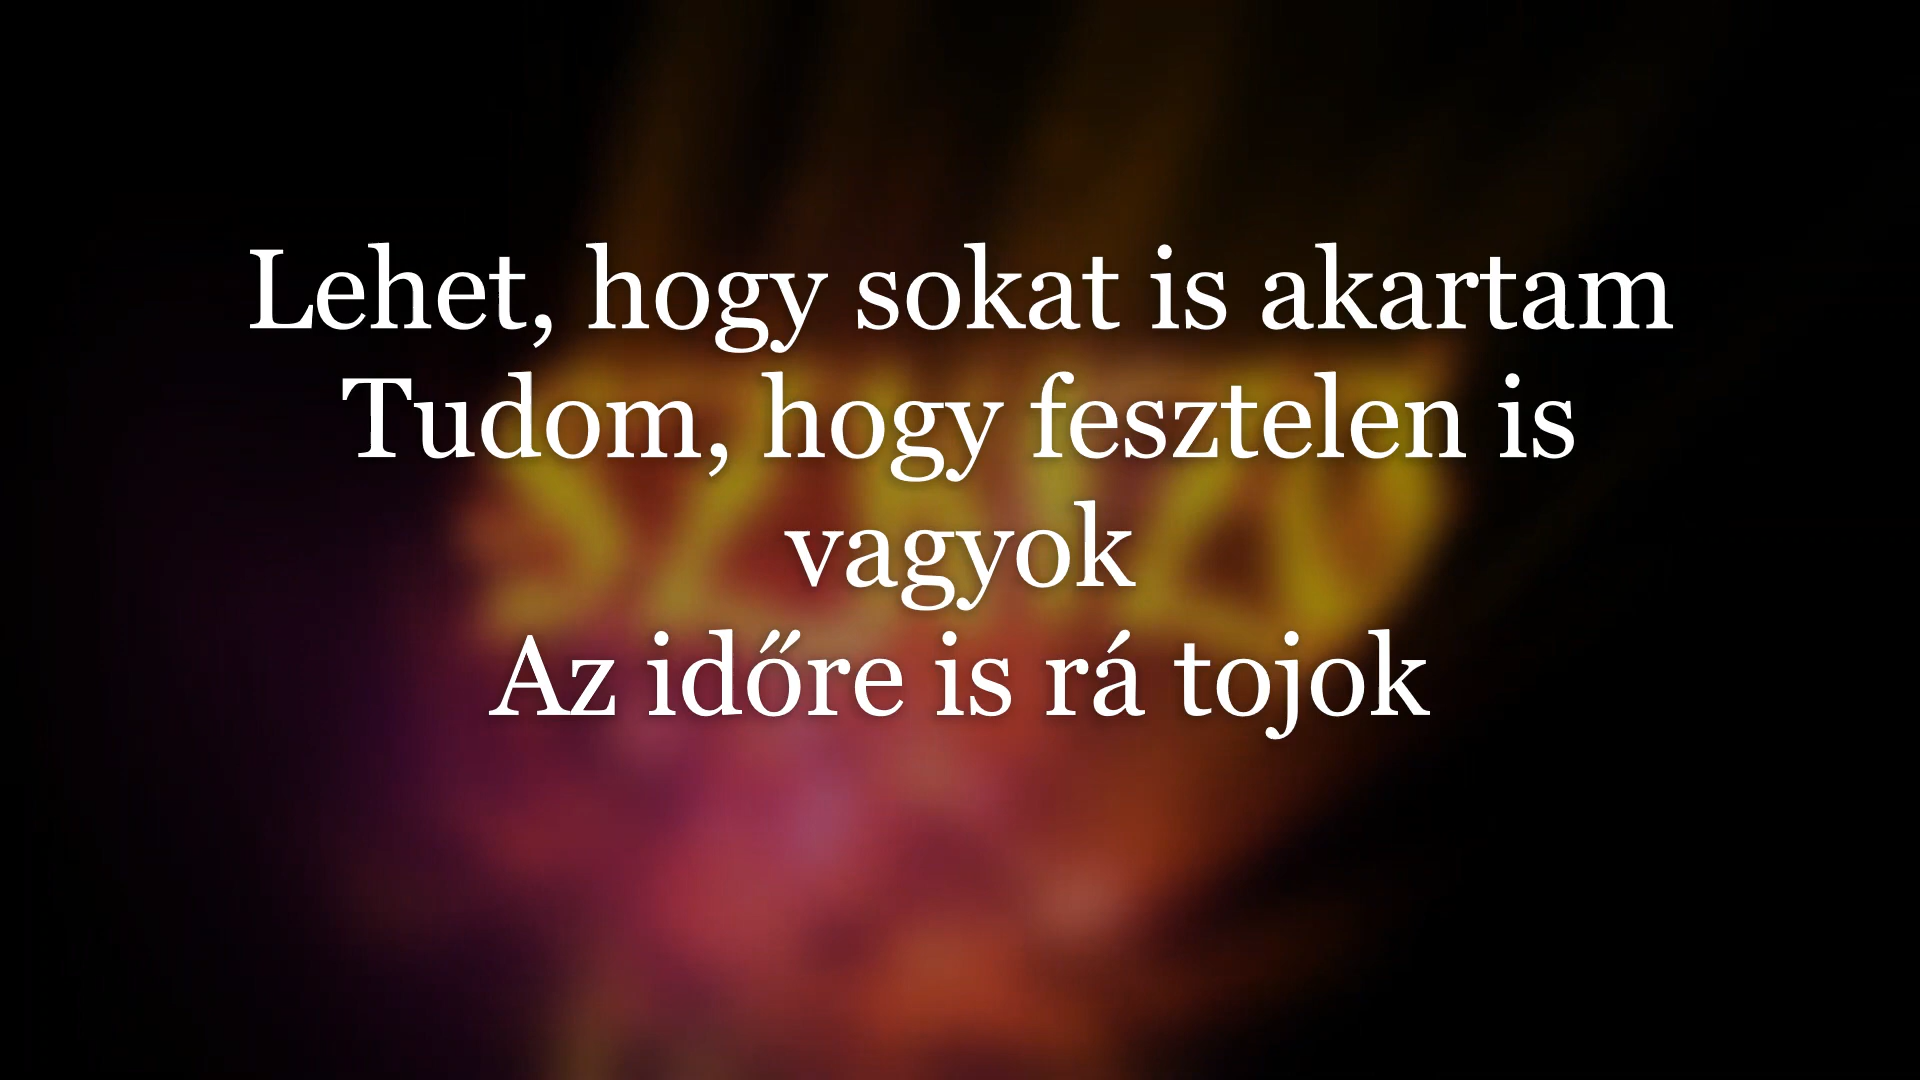 Lehet, hogy sokat is akartam
Tudom, hogy fesztelen is
vagyok
Az időre is rá tojok